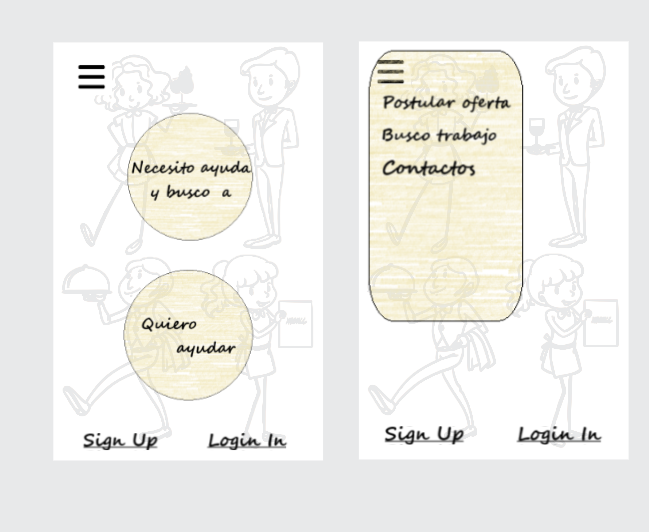 Necesito ayuda
y busco a
Quiero
ayudar
Sign Up
Login In
Postular oferta
Busco trabajo
Contactos
Sign Up
Login In